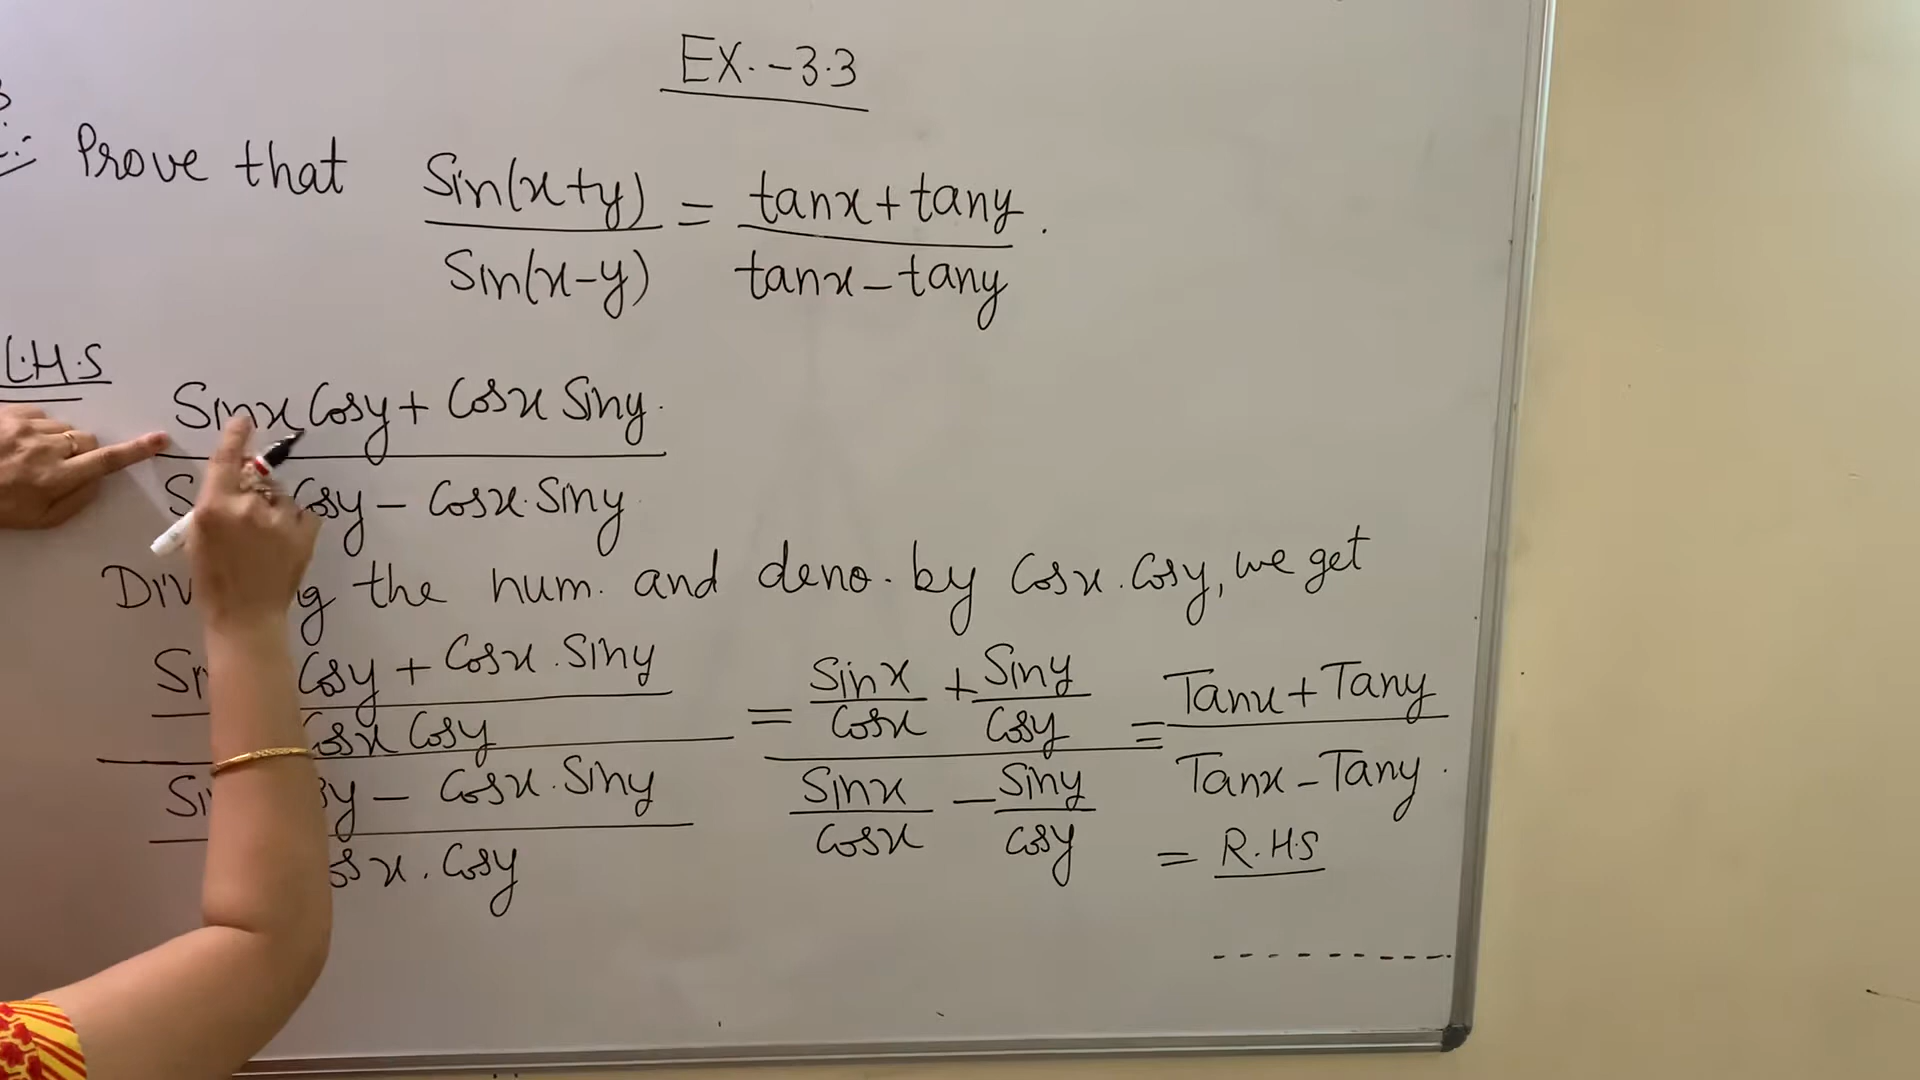 EX.-3.3
Prove that Sin(x+y)/Sin(x-y) = tanx+tany/tanx-tany.
L.H.S
Sinx Cosy + Cosx Siny
Cosy - Cosx.Siny
the num. and deno. by Cosx.Cosy, we get
Cosy + Cosx.Siny
Cosx Cosy
- Cosx.Siny
x.Cosy
= Sinx/Cosx + Siny/Cosy
Sinx/Cosx - Siny/Cosy
= Tanx+Tany
Tanx-Tany.
= R.H.S